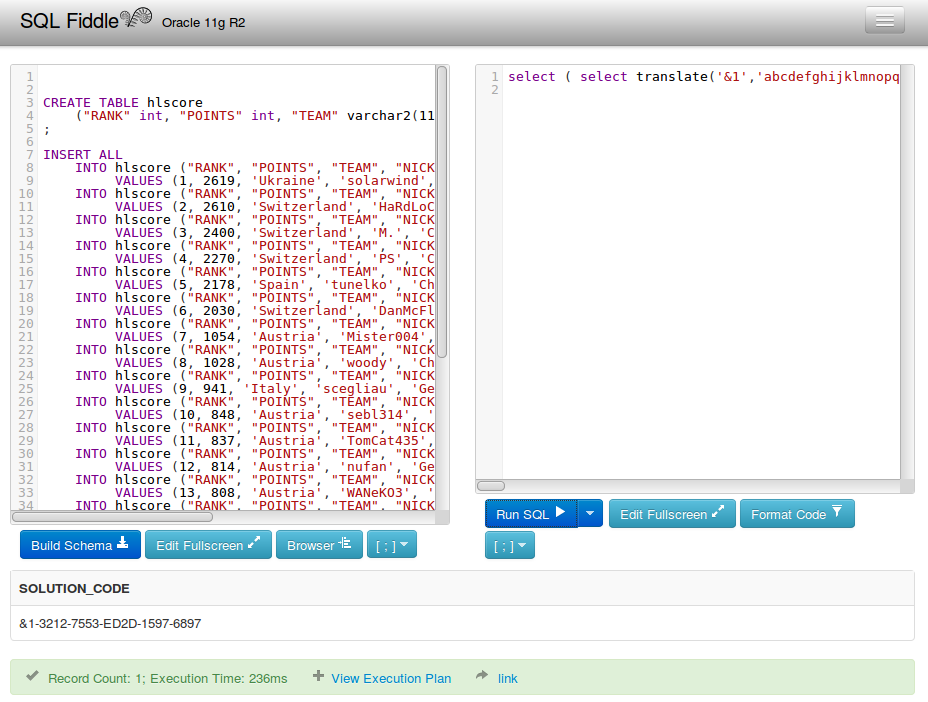 SQL Fiddle Oracle 11g R2
1
2
3 CREATE TABLE hlscore
4 ("RANK" int, "POINTS" int, "TEAM" varchar2(11
5 ;
6
7 INSERT ALL
8 INTO hlscore ("RANK", "POINTS", "TEAM", "NICK
9 VALUES (1, 2619, 'Ukraine', 'solarwind',
10 INTO hlscore ("RANK", "POINTS", "TEAM", "NICK
11 VALUES (2, 2610, 'Switzerland', 'HaRdLoC
12 INTO hlscore ("RANK", "POINTS", "TEAM", "NICK
13 VALUES (3, 2400, 'Switzerland', 'M.', 'C
14 INTO hlscore ("RANK", "POINTS", "TEAM", "NICK
15 VALUES (4, 2270, 'Switzerland', 'PS', 'C
16 INTO hlscore ("RANK", "POINTS", "TEAM", "NICK
17 VALUES (5, 2178, 'Spain', 'tunelko', 'Ch
18 INTO hlscore ("RANK", "POINTS", "TEAM", "NICK
19 VALUES (6, 2030, 'Switzerland', 'DanMcFl
20 INTO hlscore ("RANK", "POINTS", "TEAM", "NICK
21 VALUES (7, 1054, 'Austria', 'Mister004',
22 INTO hlscore ("RANK", "POINTS", "TEAM", "NICK
23 VALUES (8, 1028, 'Austria', 'woody', 'Ch
24 INTO hlscore ("RANK", "POINTS", "TEAM", "NICK
25 VALUES (9, 941, 'Italy', 'scegliau', 'Ge
26 INTO hlscore ("RANK", "POINTS", "TEAM", "NICK
27 VALUES (10, 848, 'Austria', 'sebl314', '
28 INTO hlscore ("RANK", "POINTS", "TEAM", "NICK
29 VALUES (11, 837, 'Austria', 'TomCat435',
30 INTO hlscore ("RANK", "POINTS", "TEAM", "NICK
31 VALUES (12, 814, 'Austria', 'nufan', 'Ge
32 INTO hlscore ("RANK", "POINTS", "TEAM", "NICK
33 VALUES (13, 808, 'Austria', 'WANeKO3', '
34 INTO hlscore ("RANK", "POINTS", "TEAM", "NICK
Build Schema Edit Fullscreen Browser [ ; ]
1 select ( select translate('&1','abcdefghijklmnopq
2
Run SQL Edit Fullscreen Format Code
[ ; ]
SOLUTION_CODE
&1-3212-7553-ED2D-1597-6897
Record Count: 1; Execution Time: 236ms View Execution Plan link